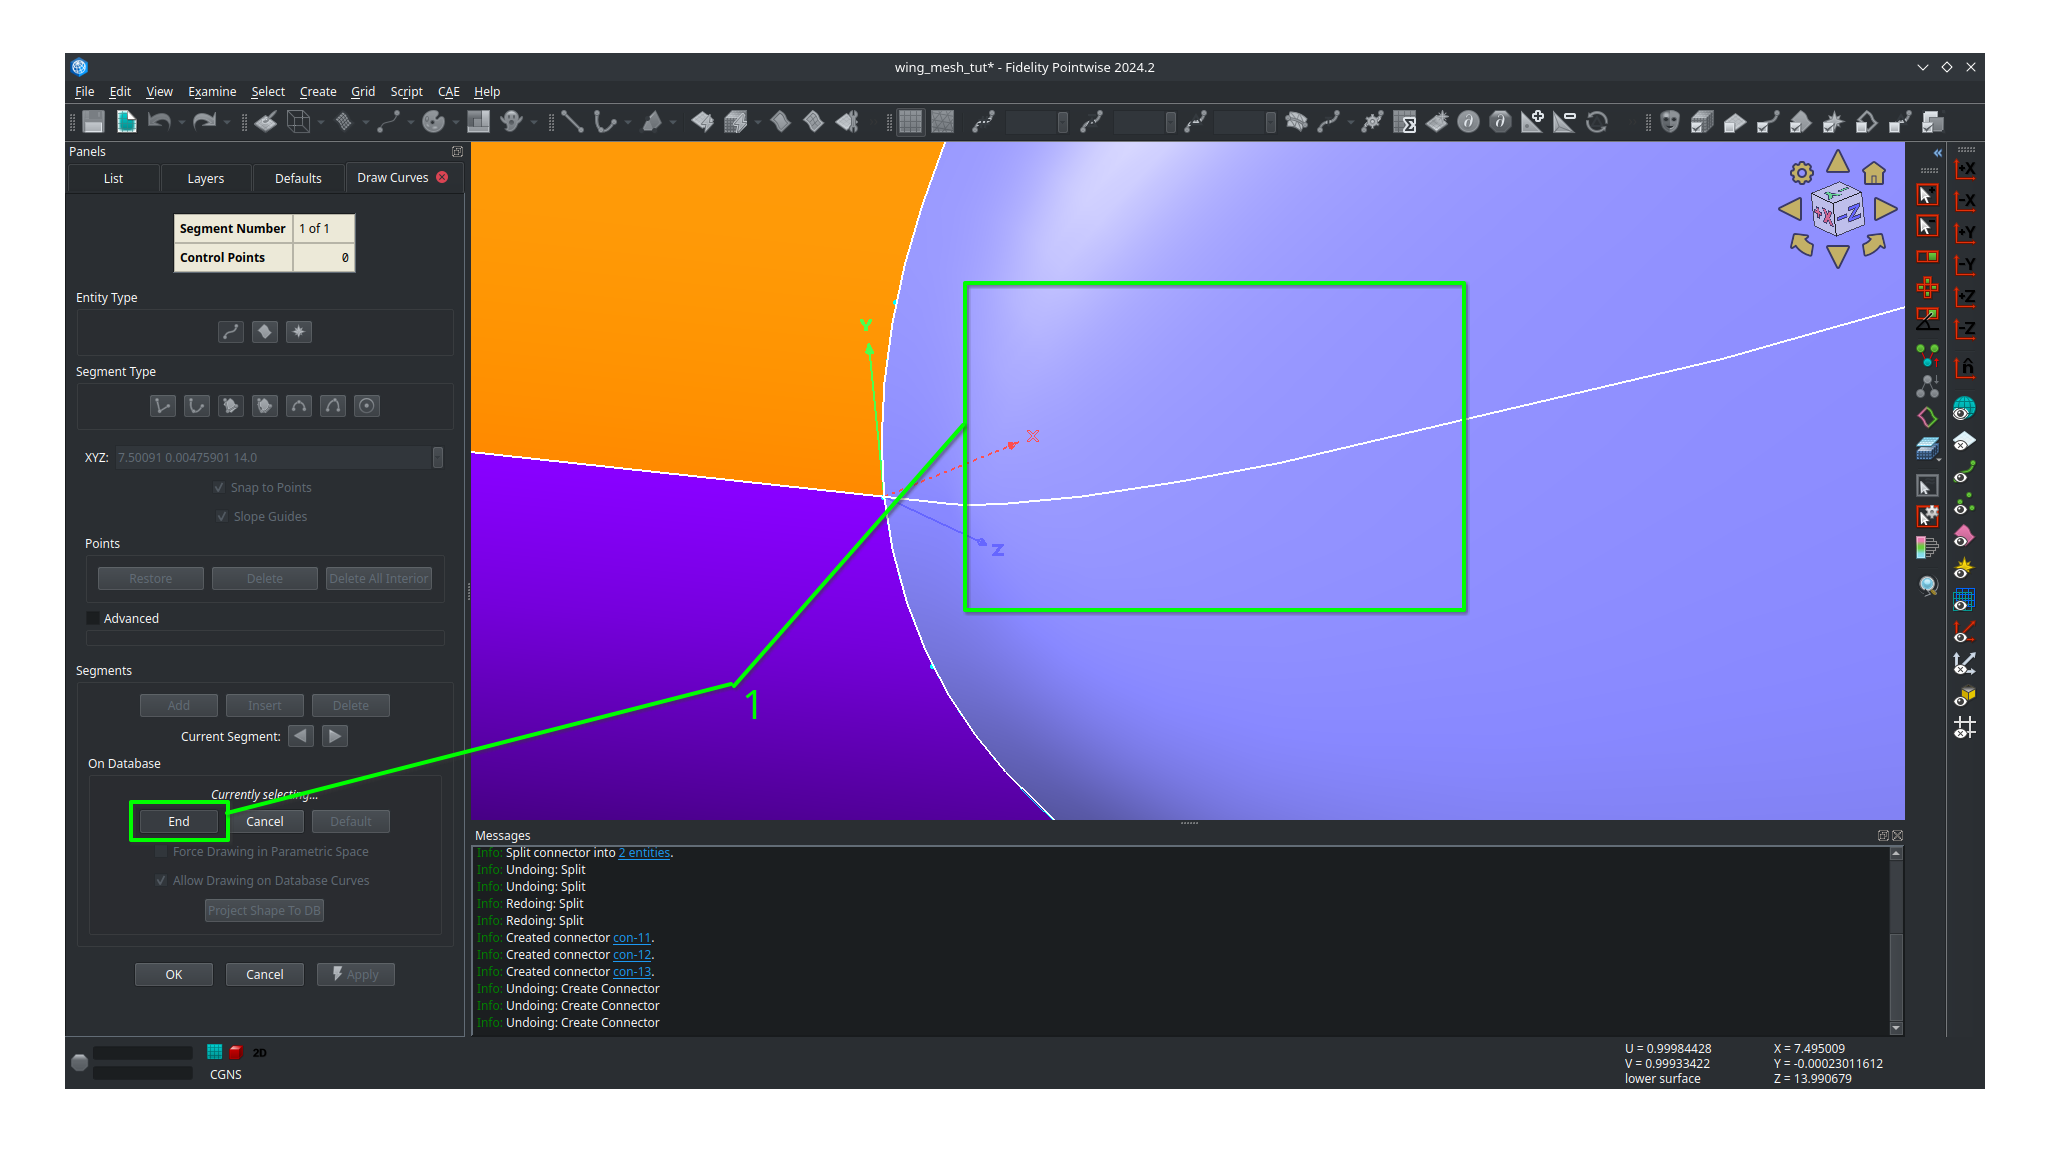 wing_mesh_tut* - Fidelity Pointwise 2024.2
File Edit View Examine Select Create Grid Script CAE Help
Panels
List Layers Defaults Draw Curves
Segment Number 1 of 1
Control Points 0
Entity Type
Segment Type
XYZ: 7.50091 0.00475901 14.0
Snap to Points
Slope Guides
Points
Restore Delete Delete All Interior
Advanced
Segments
Add Insert Delete
Current Segment:
On Database
Currently selecting...
End Cancel Default
Force Drawing in Parametric Space
Allow Drawing on Database Curves
Project Shape To DB
OK Cancel Apply
Y
X
Z
1
+X -Z
Messages
Info: Split connector into 2 entities.
Info: Undoing: Split
Info: Undoing: Split
Info: Redoing: Split
Info: Redoing: Split
Info: Created connector con-11.
Info: Created connector con-12.
Info: Created connector con-13.
Info: Undoing: Create Connector
Info: Undoing: Create Connector
Info: Undoing: Create Connector
+X
-X
+Y
-Y
+Z
-Z
n̂
2D
CGNS
U = 0.99984428 X = 7.495009
V = 0.99933422 Y = -0.00023011612
lower surface Z = 13.990679